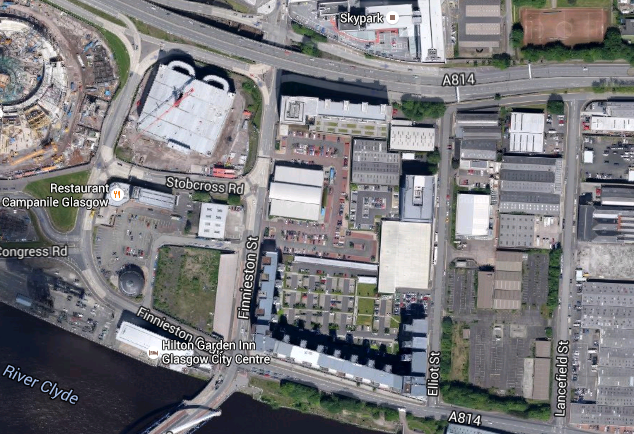 Skypark
A814
Stobcross Rd
Restaurant
Campanile Glasgow
Congress Rd
Finnieston St
Finnieston
Hilton Garden Inn
Glasgow City Centre
River Clyde
Elliot St
Lancefield St
A814